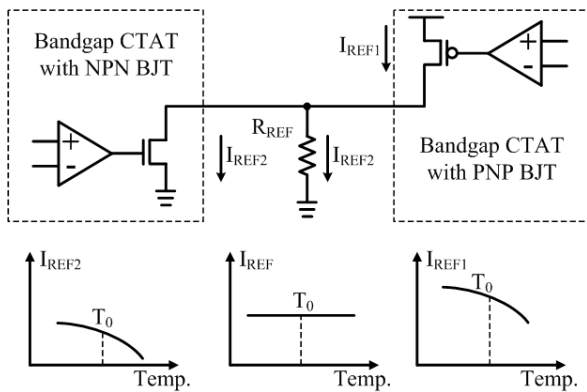 Bandgap CTAT
with NPN BJT
+
-
I_REF2
R_REF
I_REF2
I_REF1
+
-
Bandgap CTAT
with PNP BJT
I_REF2
T_0
Temp.
I_REF
T_0
Temp.
I_REF1
T_0
Temp.